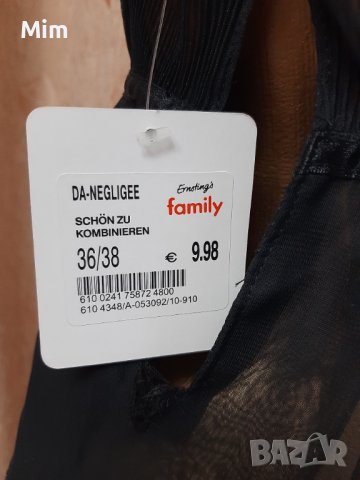 Mim
DA-NEGLIGEE
Ernsting's
family
SCHÖN ZU
KOMBINIEREN
36/38 € 9.98
610 0241 75872 4800
610 4348/A-053092/10-910
BAZAR